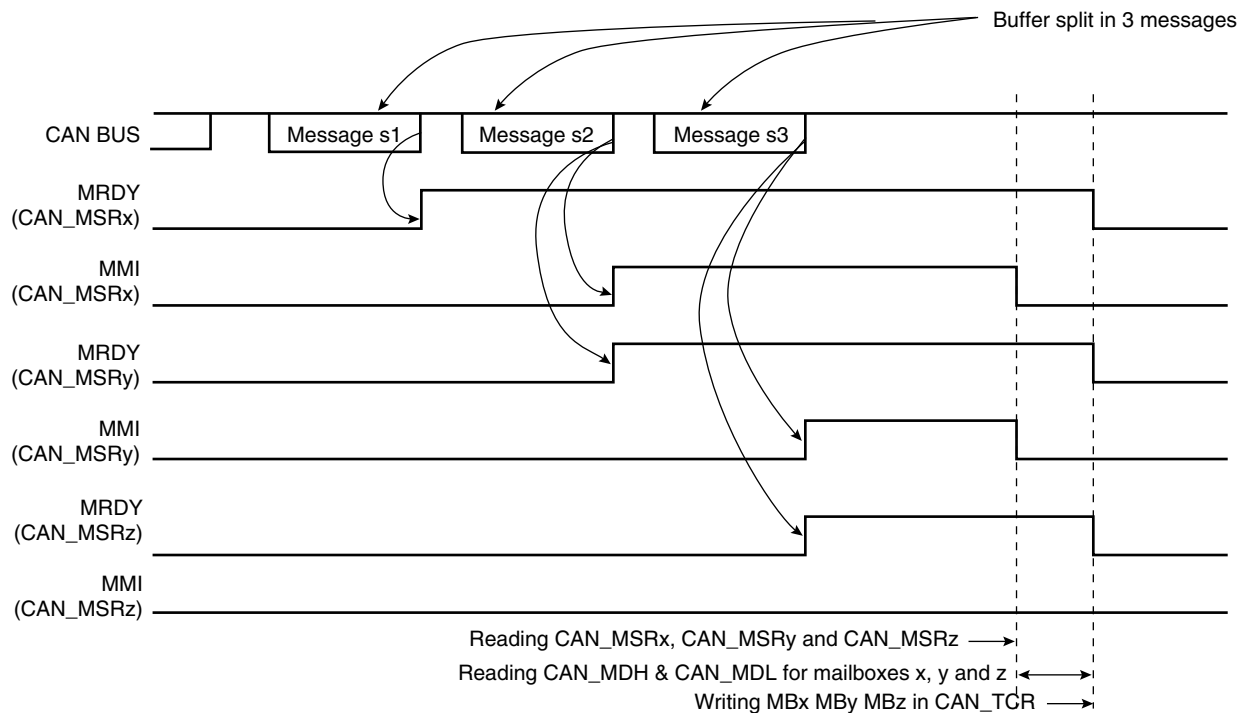 Buffer split in 3 messages
CAN BUS
Message s1
Message s2
Message s3
MRDY
(CAN_MSRx)
MMI
(CAN_MSRx)
MRDY
(CAN_MSRy)
MMI
(CAN_MSRy)
MRDY
(CAN_MSRz)
MMI
(CAN_MSRz)
Reading CAN_MSRx, CAN_MSRy and CAN_MSRz
Reading CAN_MDH & CAN_MDL for mailboxes x, y and z
Writing MBx MBy MBz in CAN_TCR